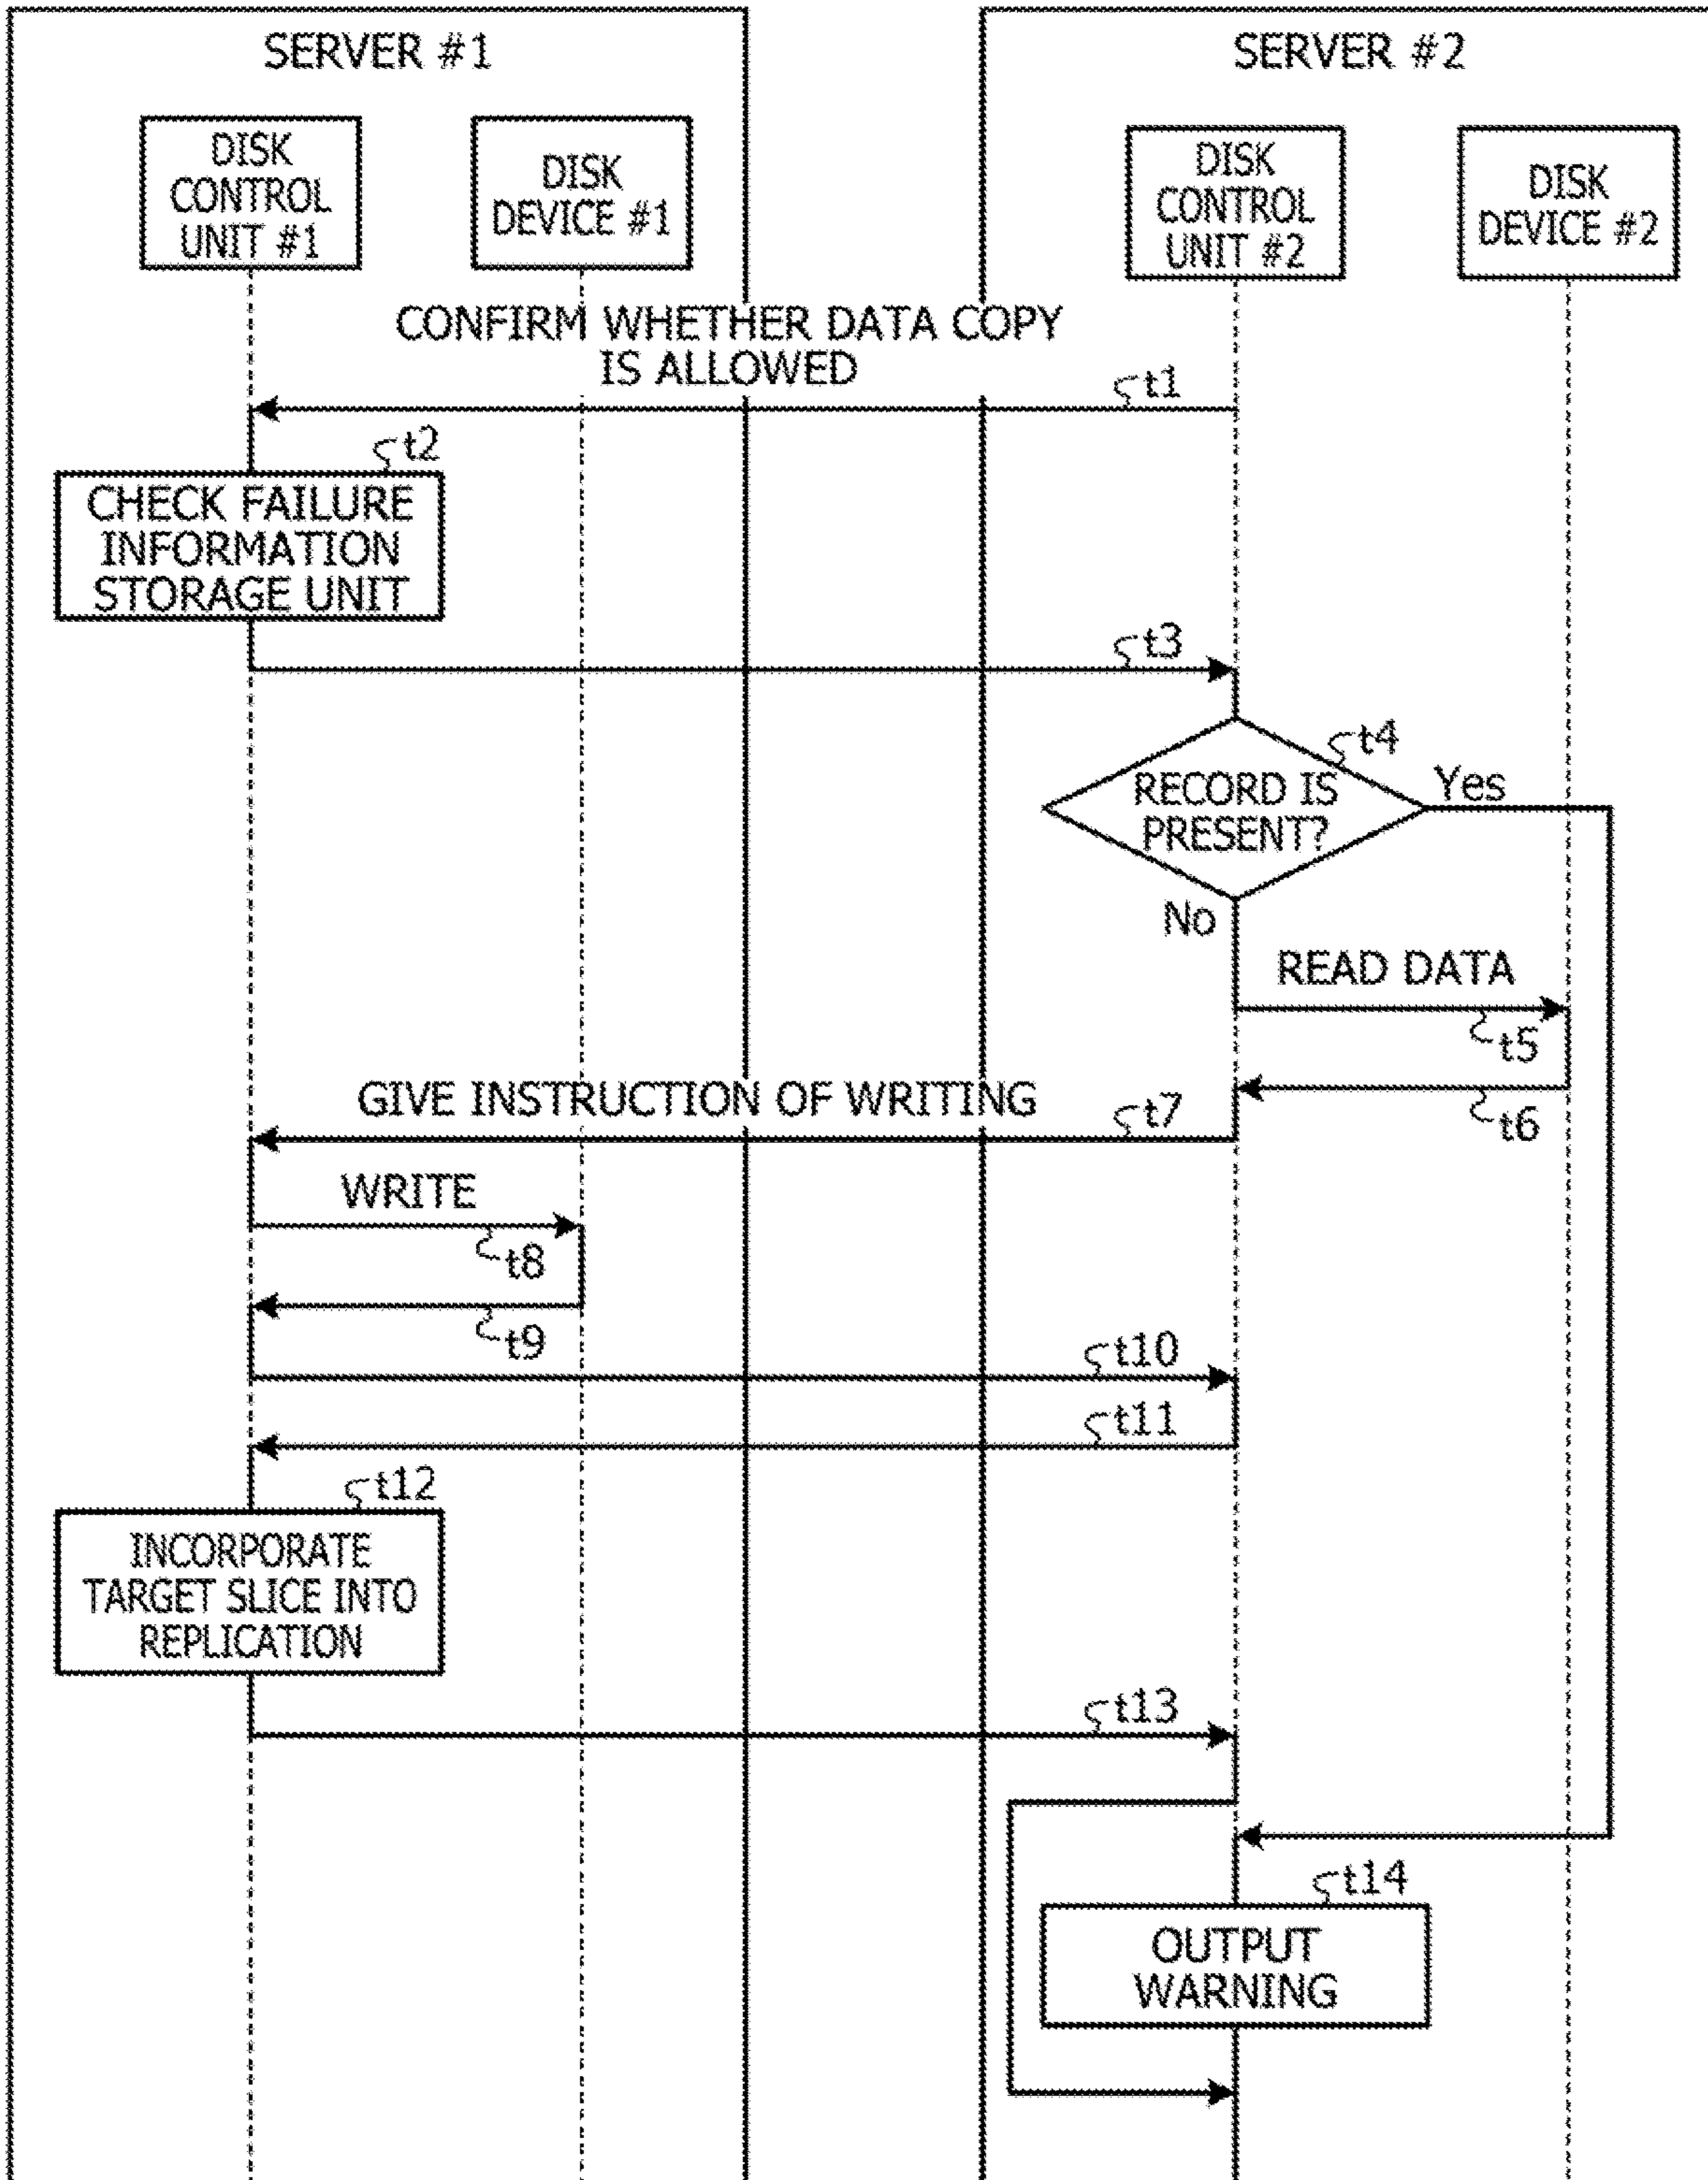 SERVER #1
SERVER #2
DISK
CONTROL
UNIT #1
DISK
DEVICE #1
DISK
CONTROL
UNIT #2
DISK
DEVICE #2
CONFIRM WHETHER DATA COPY
IS ALLOWED
t1
t2
CHECK FAILURE
INFORMATION
STORAGE UNIT
t3
t4
RECORD IS
PRESENT?
Yes
No
READ DATA
t5
t6
GIVE INSTRUCTION OF WRITING
t7
WRITE
t8
t9
t10
t11
t12
INCORPORATE
TARGET SLICE INTO
REPLICATION
t13
t14
OUTPUT
WARNING